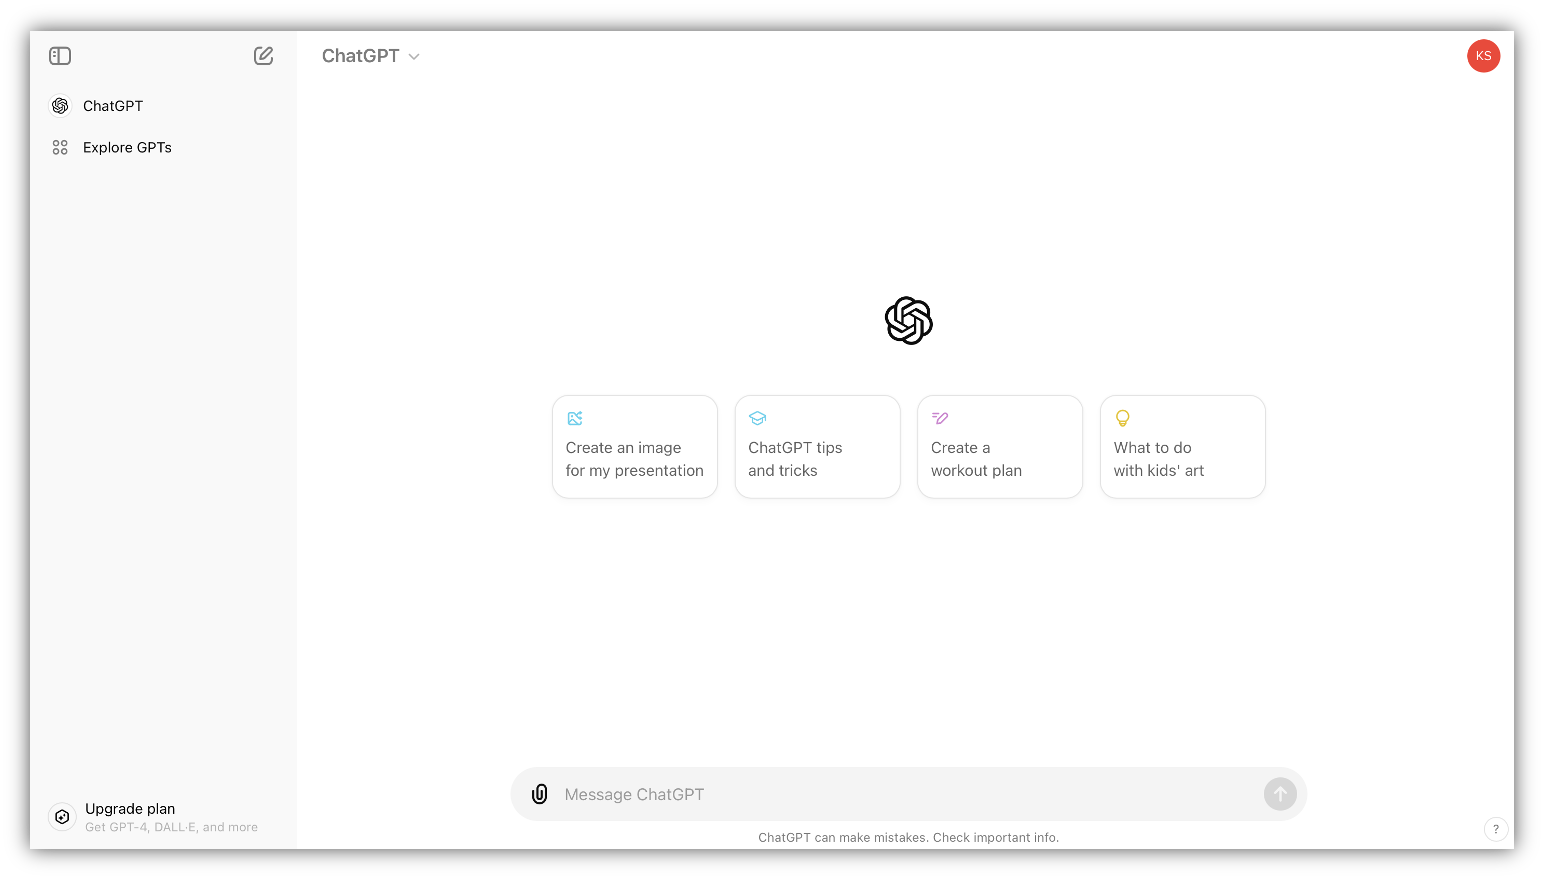 ChatGPT
KS
ChatGPT
Explore GPTs
Create an image
for my presentation
ChatGPT tips
and tricks
Create a
workout plan
What to do
with kids' art
Upgrade plan
Get GPT-4, DALL·E, and more
Message ChatGPT
ChatGPT can make mistakes. Check important info.
?